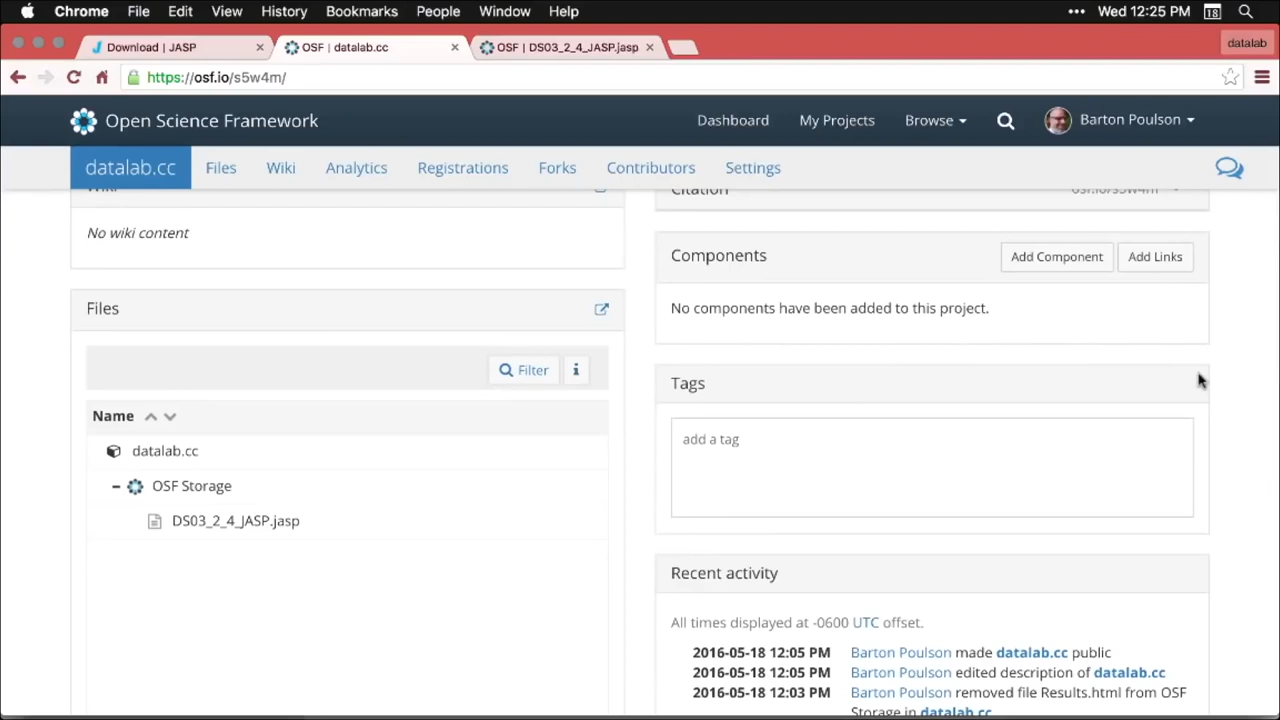 Chrome File Edit View History Bookmarks People Window Help ••• Wed 12:25 PM 18
Download | JASP × OSF | datalab.cc × OSF | DS03_2_4_JASP.jasp × datalab
https://osf.io/s5w4m/
Open Science Framework Dashboard My Projects Browse Barton Poulson
datalab.cc Files Wiki Analytics Registrations Forks Contributors Settings
Wiki
No wiki content
Files
Filter i
Name
datalab.cc
OSF Storage
DS03_2_4_JASP.jasp
Citation osf.io/s5w4m
Components Add Component Add Links
No components have been added to this project.
Tags
add a tag
Recent activity
All times displayed at -0600 UTC offset.
2016-05-18 12:05 PM Barton Poulson made datalab.cc public
2016-05-18 12:05 PM Barton Poulson edited description of datalab.cc
2016-05-18 12:03 PM Barton Poulson removed file Results.html from OSF
Storage in datalab.cc